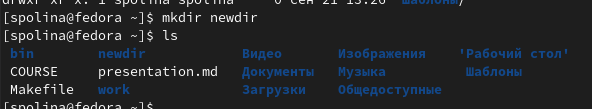 drwxr-xr-x. 1 spolina spolina 0 сен 21 13:26 Шаблоны/
[spolina@fedora ~]$ mkdir newdir
[spolina@fedora ~]$ ls
bin newdir Видео Изображения 'Рабочий стол'
COURSE presentation.md Документы Музыка Шаблоны
Makefile work Загрузки Общедоступные
[spolina@fedora ~]$